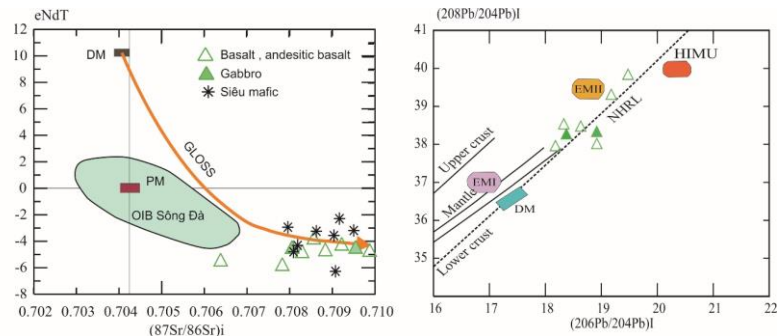 eNdT
12
10
8
6
4
2
0
-2
-4
-6
-8
DM
Basalt , andesitic basalt
Gabbro
Siêu mafic
GLOSS
PM
OIB Sông Đà
0.702 0.703 0.704 0.705 0.706 0.707 0.708 0.709 0.710
(87Sr/86Sr)i
(208Pb/204Pb)I
41
40
39
38
37
36
35
HIMU
EMII
NHRL
Upper crust
EMI
Mantle
DM
Lower crust
16 17 18 19 20 21 22
(206Pb/204Pb)I